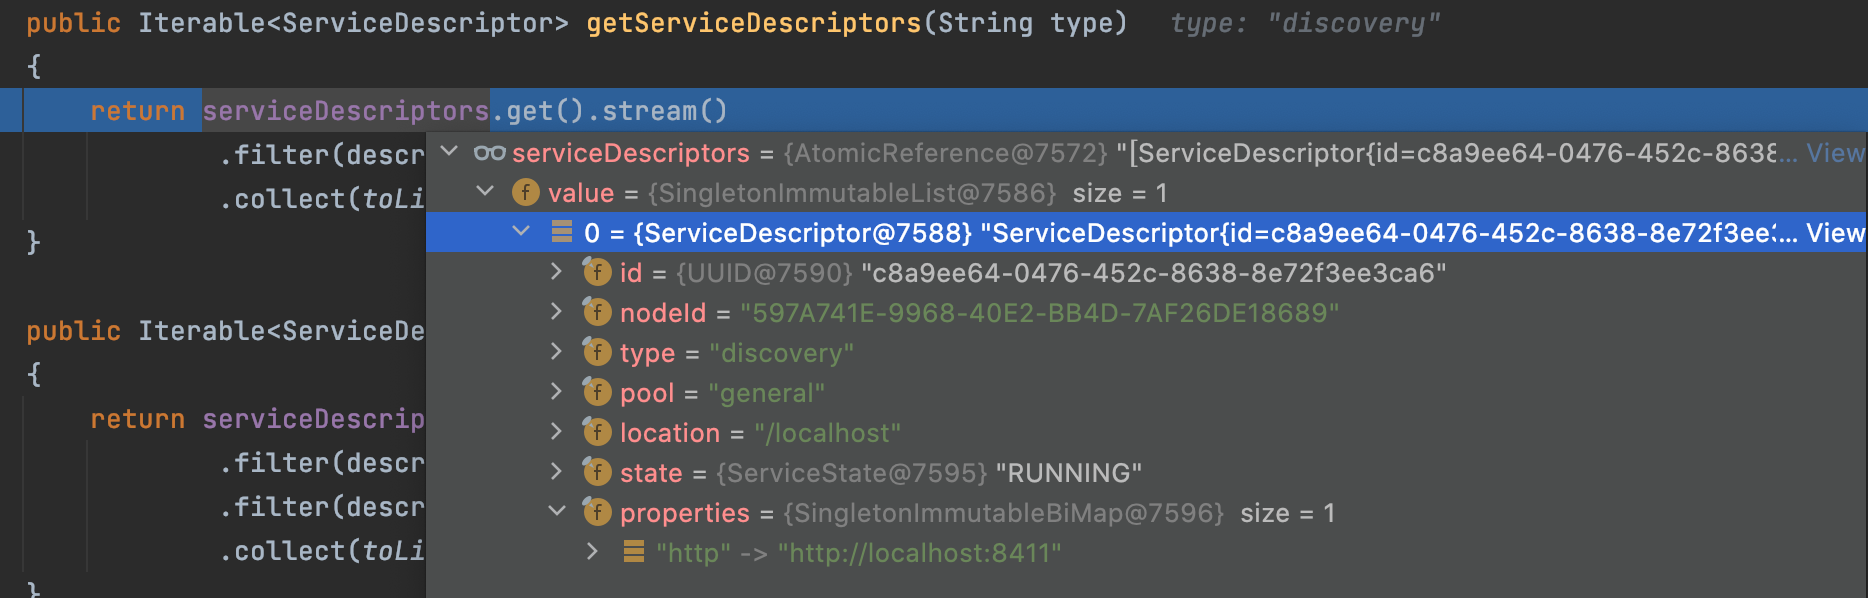 public Iterable<ServiceDescriptor> getServiceDescriptors(String type)   type: "discovery"
{
return serviceDescriptors.get().stream()
.filter(descr
.collect(toLi
}
serviceDescriptors = {AtomicReference@7572} "[ServiceDescriptor{id=c8a9ee64-0476-452c-8638... View
value = {SingletonImmutableList@7586} size = 1
0 = {ServiceDescriptor@7588} "ServiceDescriptor{id=c8a9ee64-0476-452c-8638-8e72f3ee3... View
id = {UUID@7590} "c8a9ee64-0476-452c-8638-8e72f3ee3ca6"
nodeId = "597A741E-9968-40E2-BB4D-7AF26DE18689"
type = "discovery"
pool = "general"
location = "/localhost"
state = {ServiceState@7595} "RUNNING"
properties = {SingletonImmutableBiMap@7596} size = 1
"http" -> "http://localhost:8411"
public Iterable<ServiceDe
{
return serviceDescrip
.filter(descr
.filter(descr
.collect(toLi
}